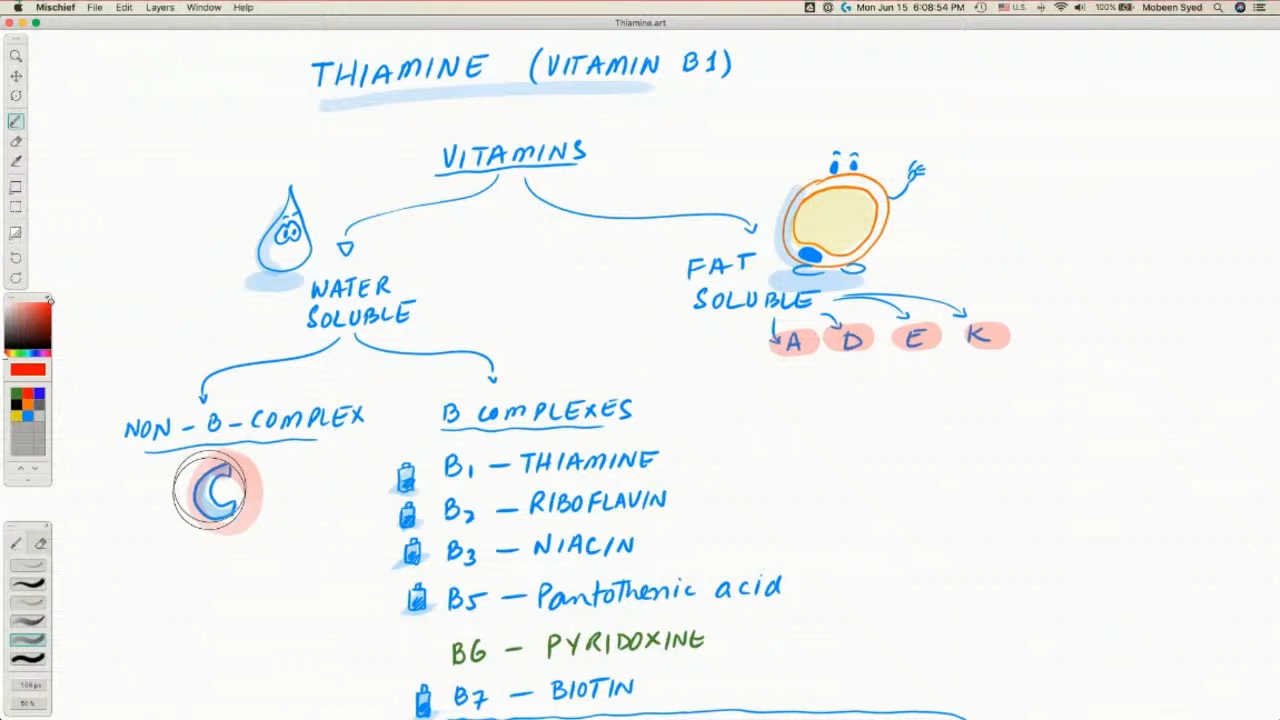 Mischief File Edit Layers Window Help
U.S. Mon Jun 15 6:08:54 PM 100% Mobeen Syed
Thiamine.art
THIAMINE (VITAMIN B1)
VITAMINS
WATER
SOLUBLE
FAT
SOLUBLE
A D E K
NON-B-COMPLEX
C
B COMPLEXES
B1 — THIAMINE
B2 — RIBOFLAVIN
B3 — NIACIN
B5 — Pantothenic acid
B6 — PYRIDOXINE
B7 — BIOTIN
50%